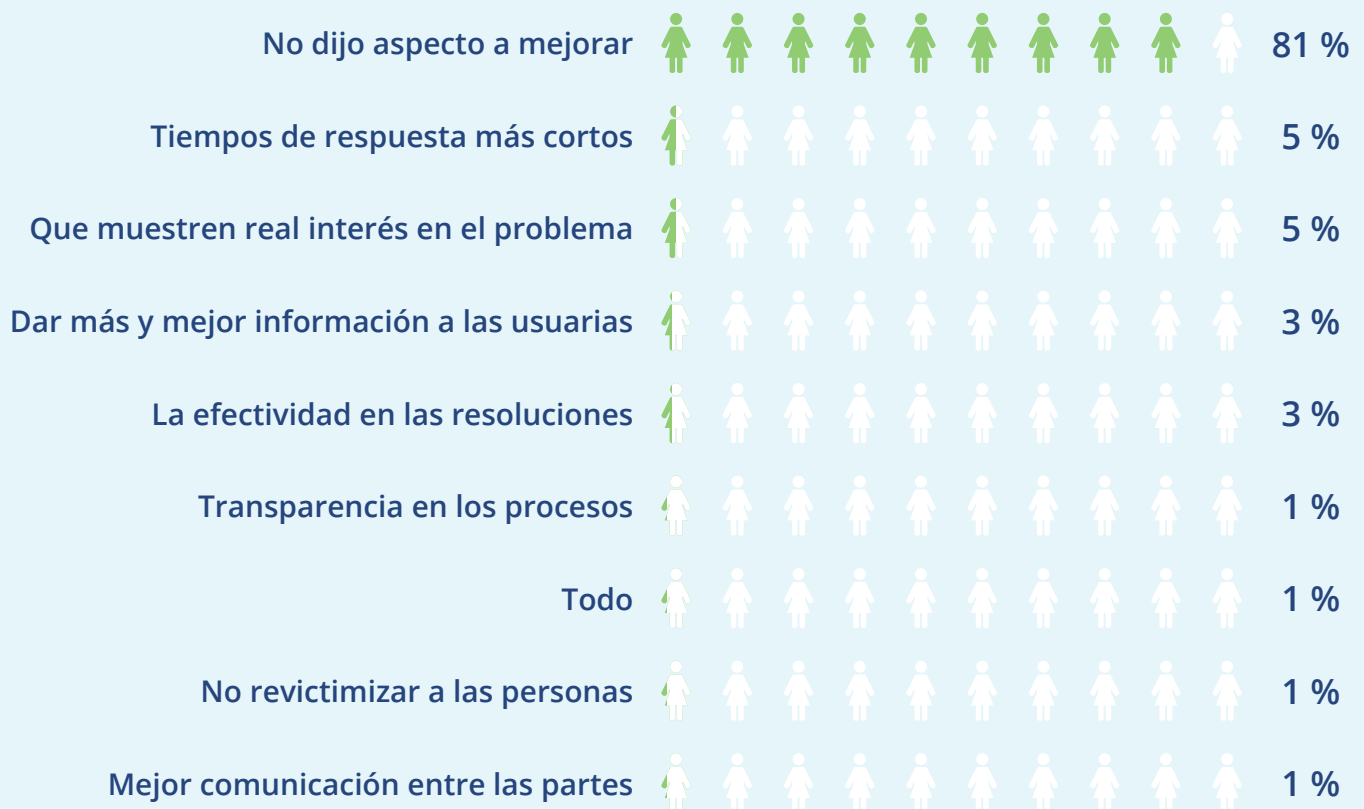 No dijo aspecto a mejorar 81 %
Tiempos de respuesta más cortos 5 %
Que muestren real interés en el problema 5 %
Dar más y mejor información a las usuarias 3 %
La efectividad en las resoluciones 3 %
Transparencia en los procesos 1 %
Todo 1 %
No revictimizar a las personas 1 %
Mejor comunicación entre las partes 1 %